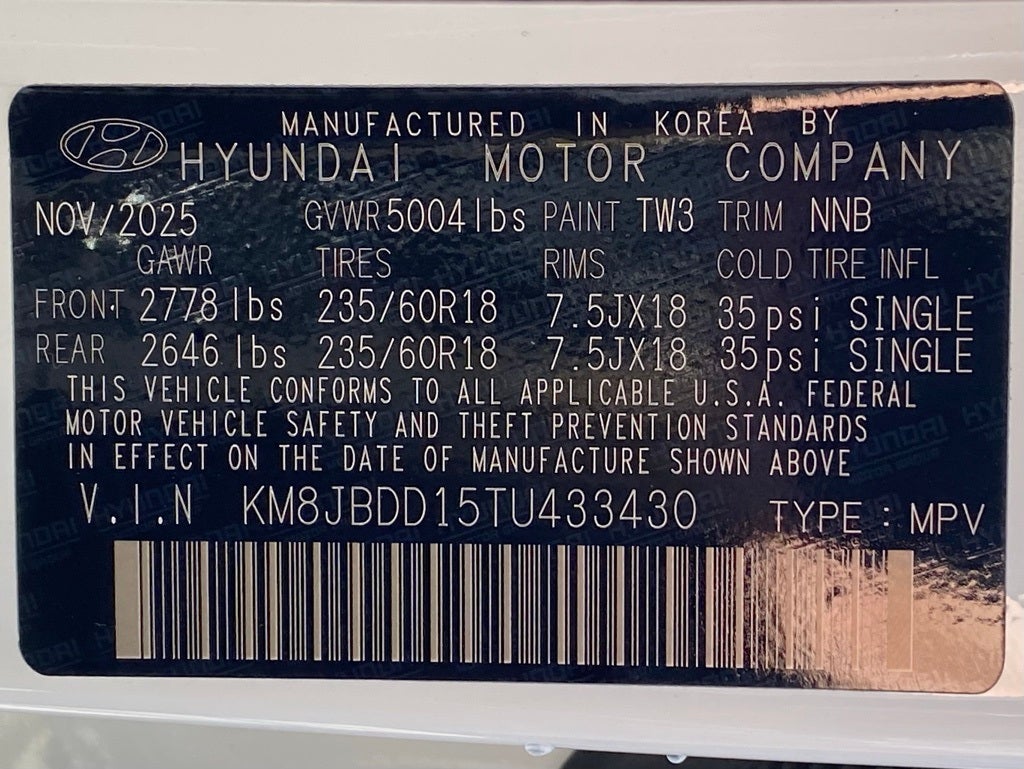 MANUFACTURED IN KOREA BY
HYUNDAI MOTOR COMPANY
NOV/2025 GVWR 5004 lbs PAINT TW3 TRIM NNB
GAWR TIRES RIMS COLD TIRE INFL
FRONT 2778 lbs 235/60R18 7.5JX18 35 psi SINGLE
REAR 2646 lbs 235/60R18 7.5JX18 35 psi SINGLE
THIS VEHICLE CONFORMS TO ALL APPLICABLE U.S.A. FEDERAL
MOTOR VEHICLE SAFETY AND THEFT PREVENTION STANDARDS
IN EFFECT ON THE DATE OF MANUFACTURE SHOWN ABOVE
V.I.N KM8JBDD15TU433430 TYPE : MPV